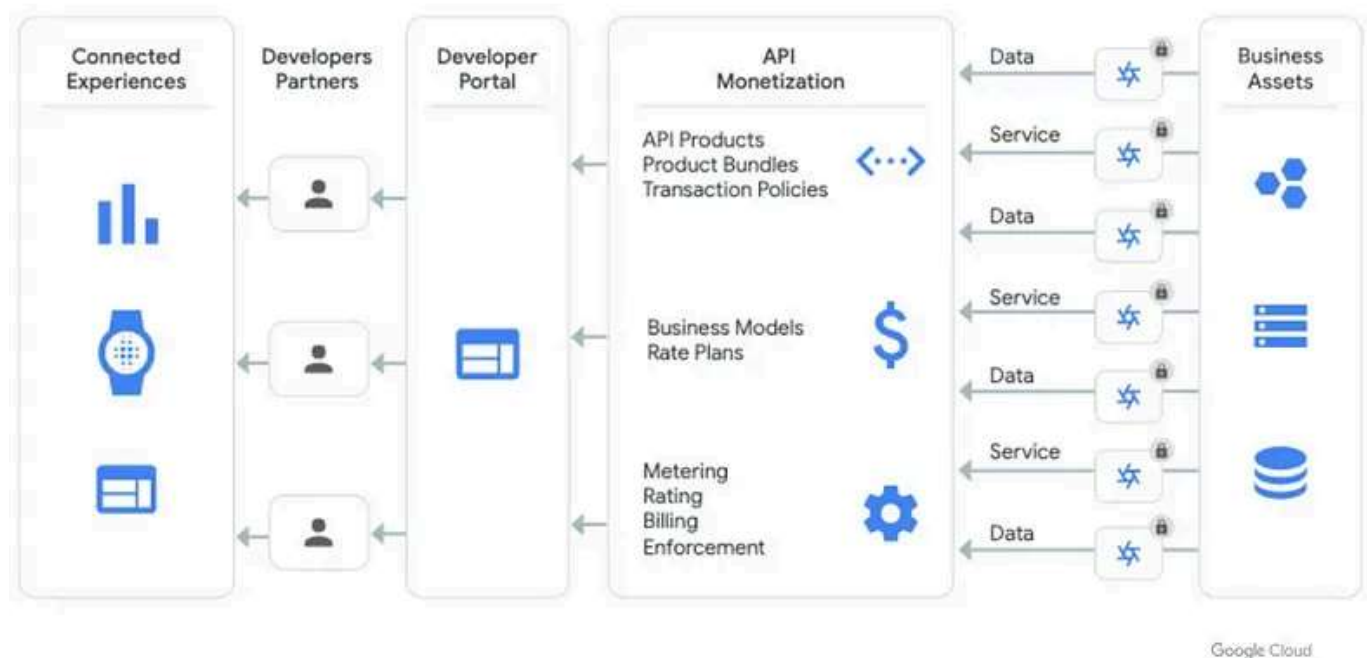 Connected
Experiences
Developers
Partners
Developer
Portal
API
Monetization
API Products
Product Bundles
Transaction Policies
Business Models
Rate Plans
Metering
Rating
Billing
Enforcement
Data
Service
Data
Service
Data
Service
Data
Business
Assets
Google Cloud